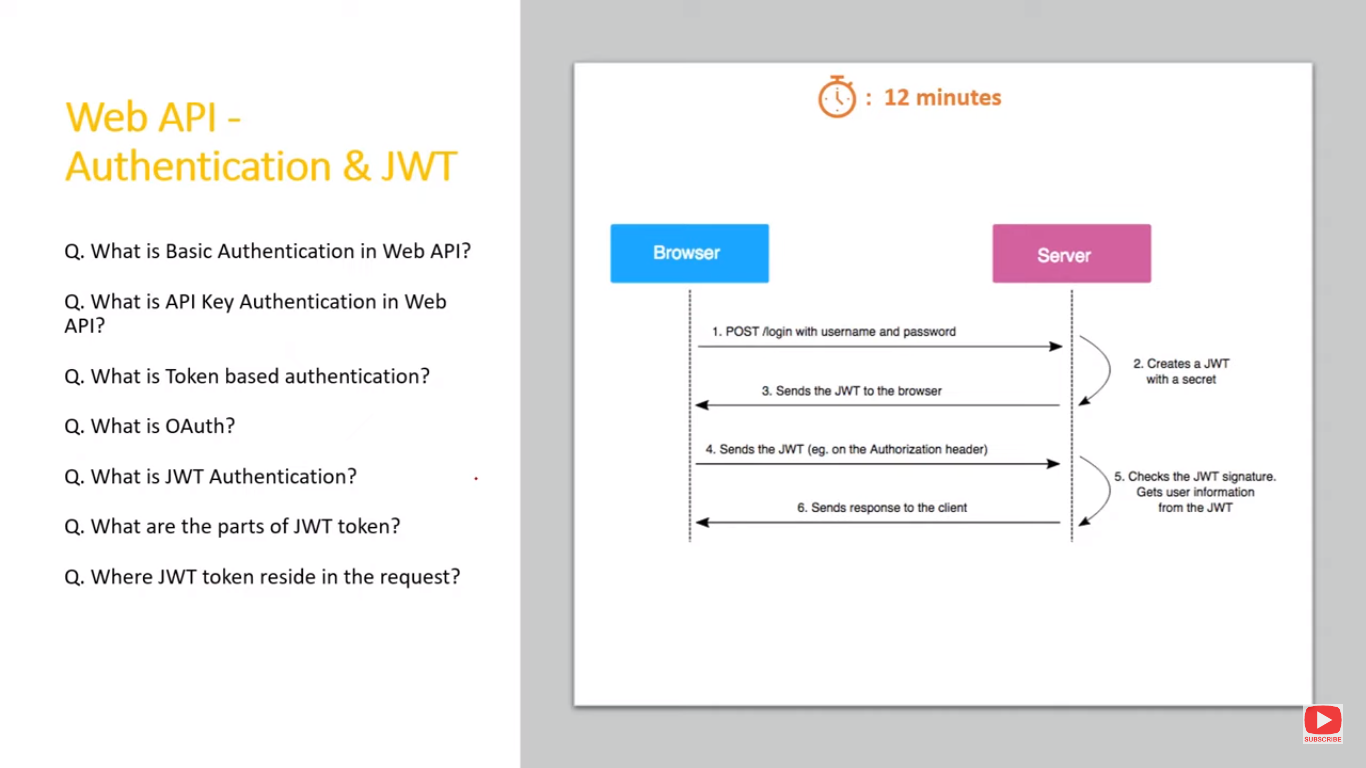 Web API -
Authentication & JWT
Q. What is Basic Authentication in Web API?
Q. What is API Key Authentication in Web
API?
Q. What is Token based authentication?
Q. What is OAuth?
Q. What is JWT Authentication?
Q. What are the parts of JWT token?
Q. Where JWT token reside in the request?
: 12 minutes
Browser
Server
1. POST /login with username and password
2. Creates a JWT
with a secret
3. Sends the JWT to the browser
4. Sends the JWT (eg. on the Authorization header)
5. Checks the JWT signature.
Gets user information
from the JWT
6. Sends response to the client
SUBSCRIBE